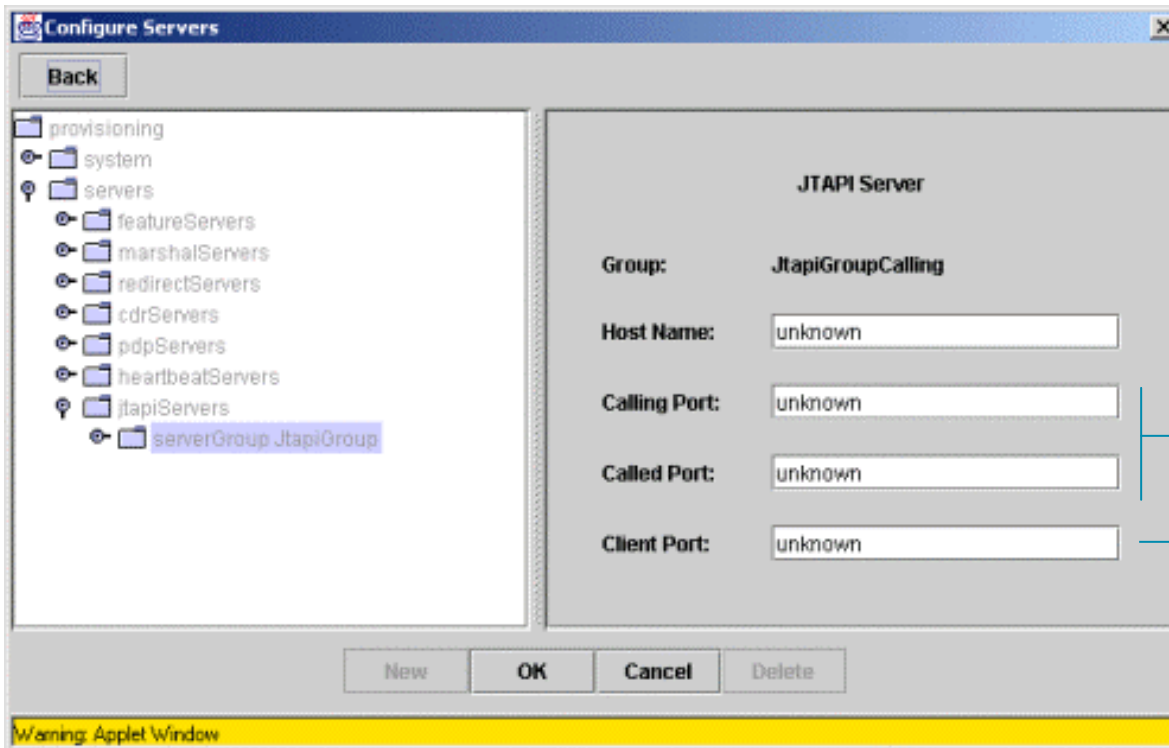 Configure Servers
Back
provisioning
system
servers
featureServers
marshalServers
redirectServers
cdrServers
pdpServers
heartbeatServers
jtapiServers
serverGroup JtapiGroup
JTAPI Server
Group: JtapiGroupCalling
Host Name: unknown
Calling Port: unknown
Called Port: unknown
Client Port: unknown
New OK Cancel Delete
Warning: Applet Window